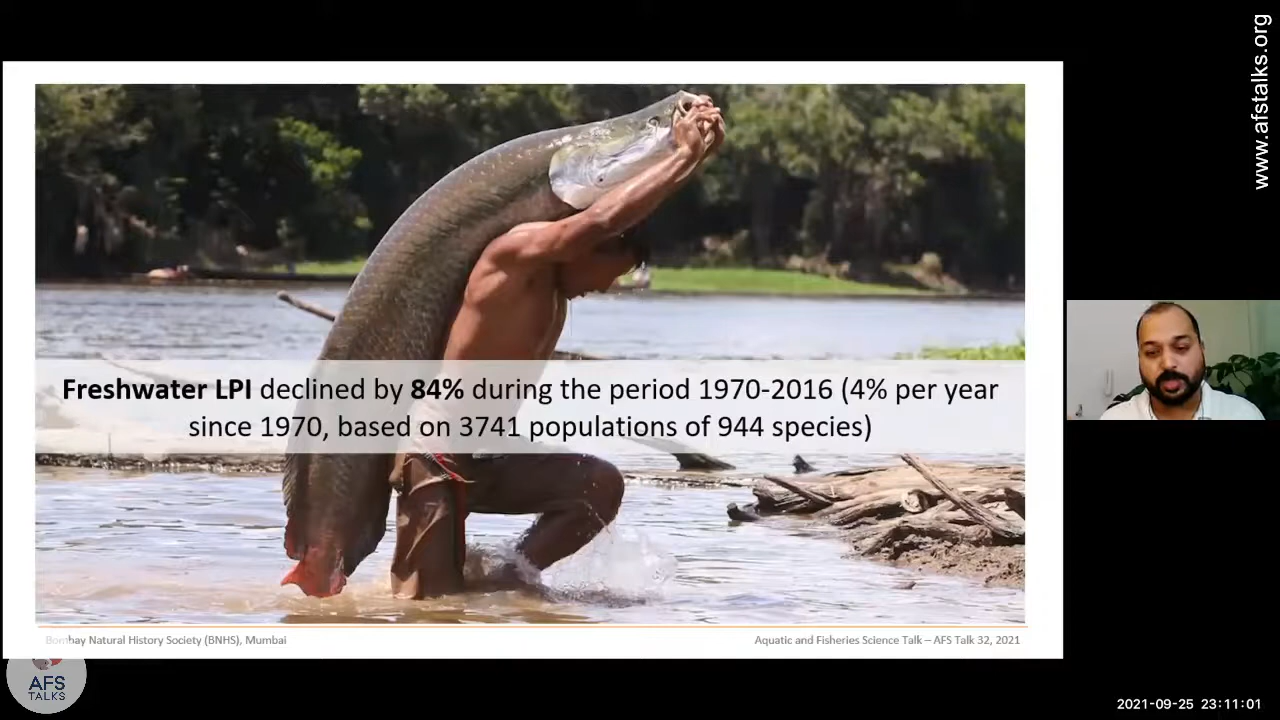 www.afstalks.org
Freshwater LPI declined by 84% during the period 1970-2016 (4% per year
since 1970, based on 3741 populations of 944 species)
Bombay Natural History Society (BNHS), Mumbai
Aquatic and Fisheries Science Talk – AFS Talk 32, 2021
AFS
TALKS
2021-09-25 23:11:01